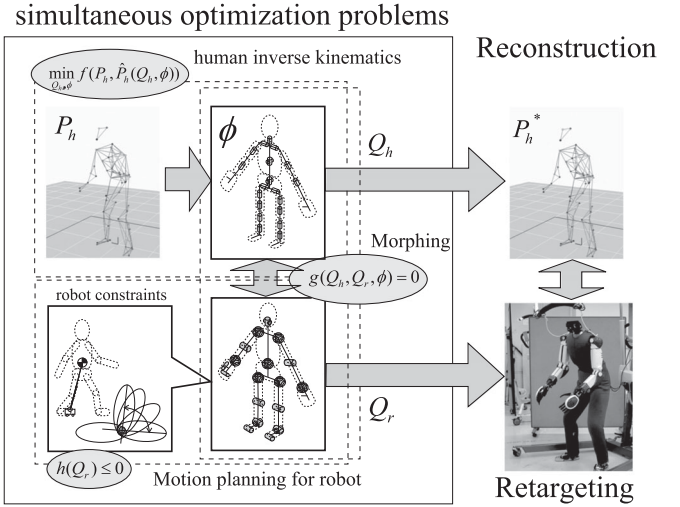 simultaneous optimization problems
human inverse kinematics
Reconstruction
min f(P_h, P̂_h(Q_h, ϕ))
Q_h,ϕ
P_h
ϕ
Q_h
P_h^*
Morphing
g(Q_h, Q_r, ϕ) = 0
robot constraints
Q_r
h(Q_r) ≤ 0
Motion planning for robot
Retargeting